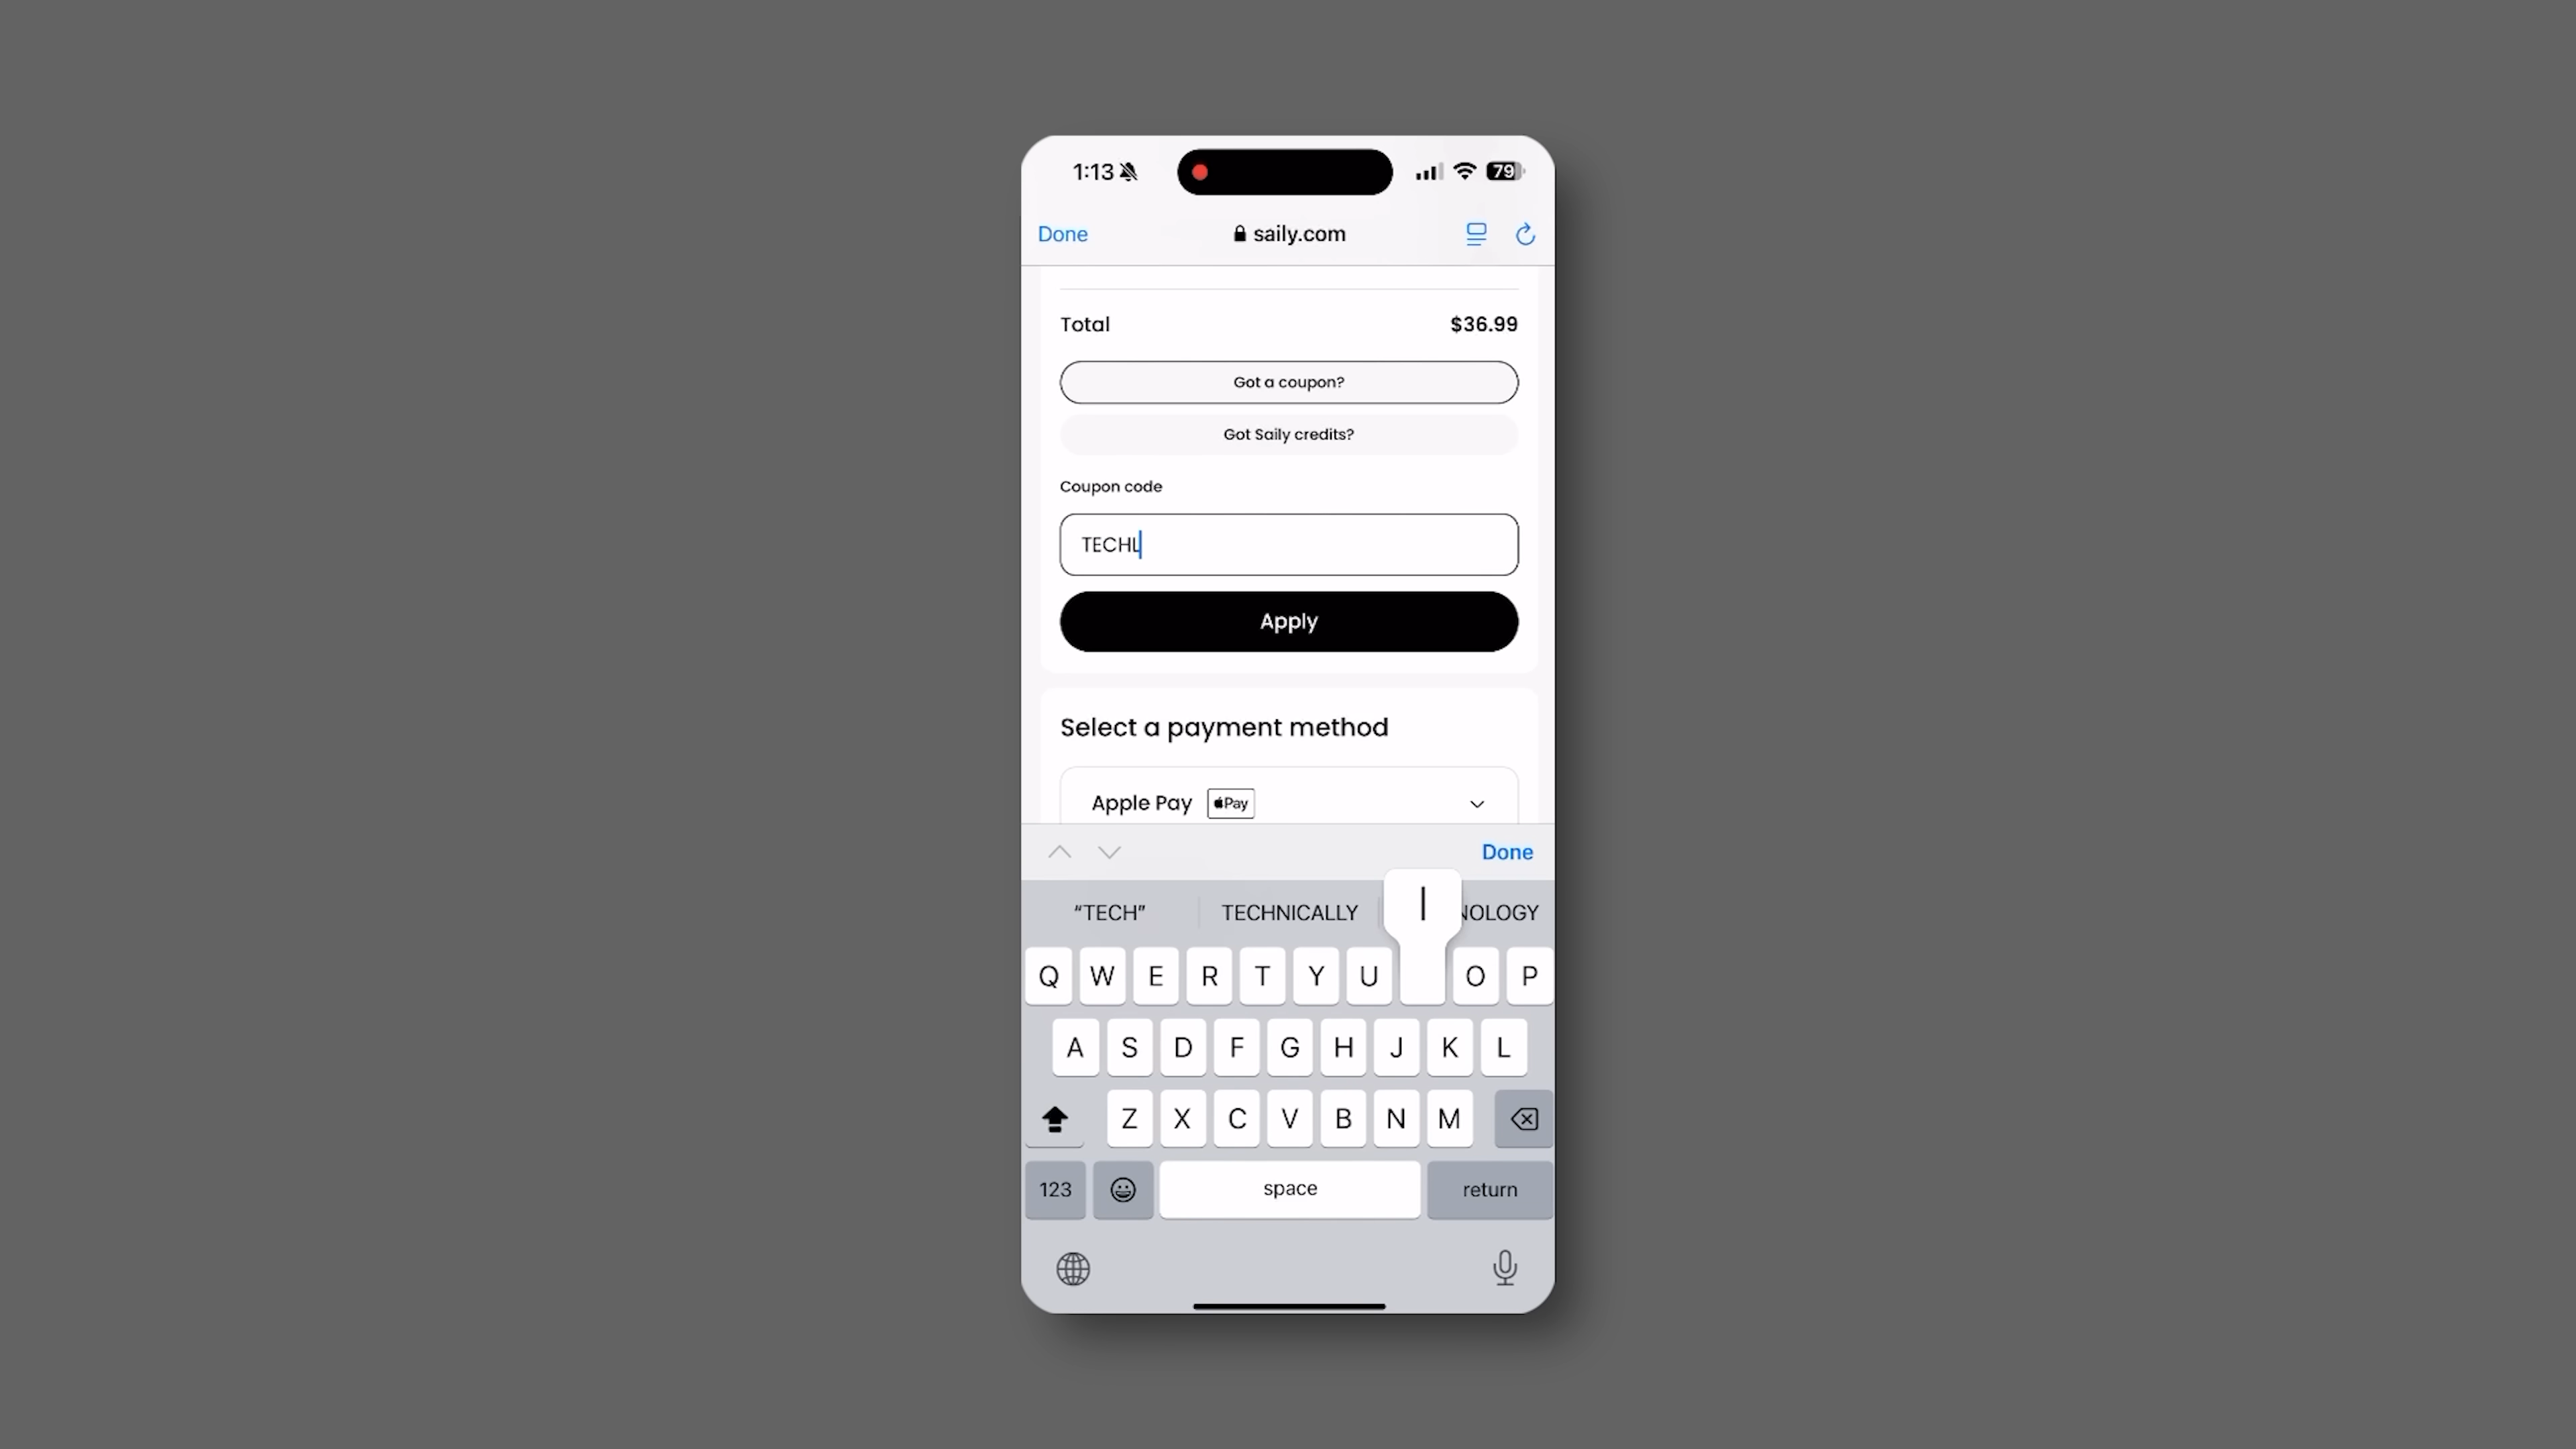 1:13
79
Done
saily.com
Total $36.99
Got a coupon?
Got Saily credits?
Coupon code
TECHL
Apply
Select a payment method
Apple Pay Pay
Done
“TECH” TECHNICALLY NOLOGY
I
Q W E R T Y U O P
A S D F G H J K L
Z X C V B N M
123 space return